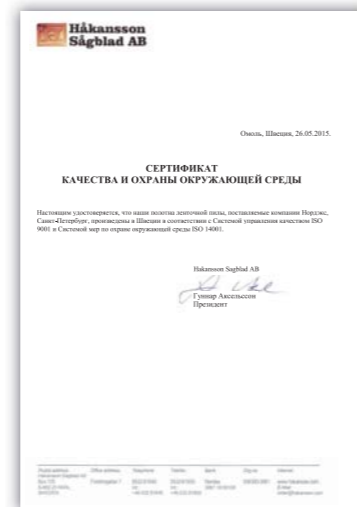 Håkansson
Sågblad AB
Омоль, Швеция, 26.05.2015.
СЕРТИФИКАТ
КАЧЕСТВА И ОХРАНЫ ОКРУЖАЮЩЕЙ СРЕДЫ
Настоящим удостоверяется, что наши полотна ленточной пилы, поставляемые компании Нордэкс,
Санкт-Петербург, произведены в Швеции в соответствии с Системой управления качеством ISO
9001 и Системой мер по охране окружающей среды ISO 14001.
Hakansson Sagblad AB
Гуннар Аксельссон
Президент